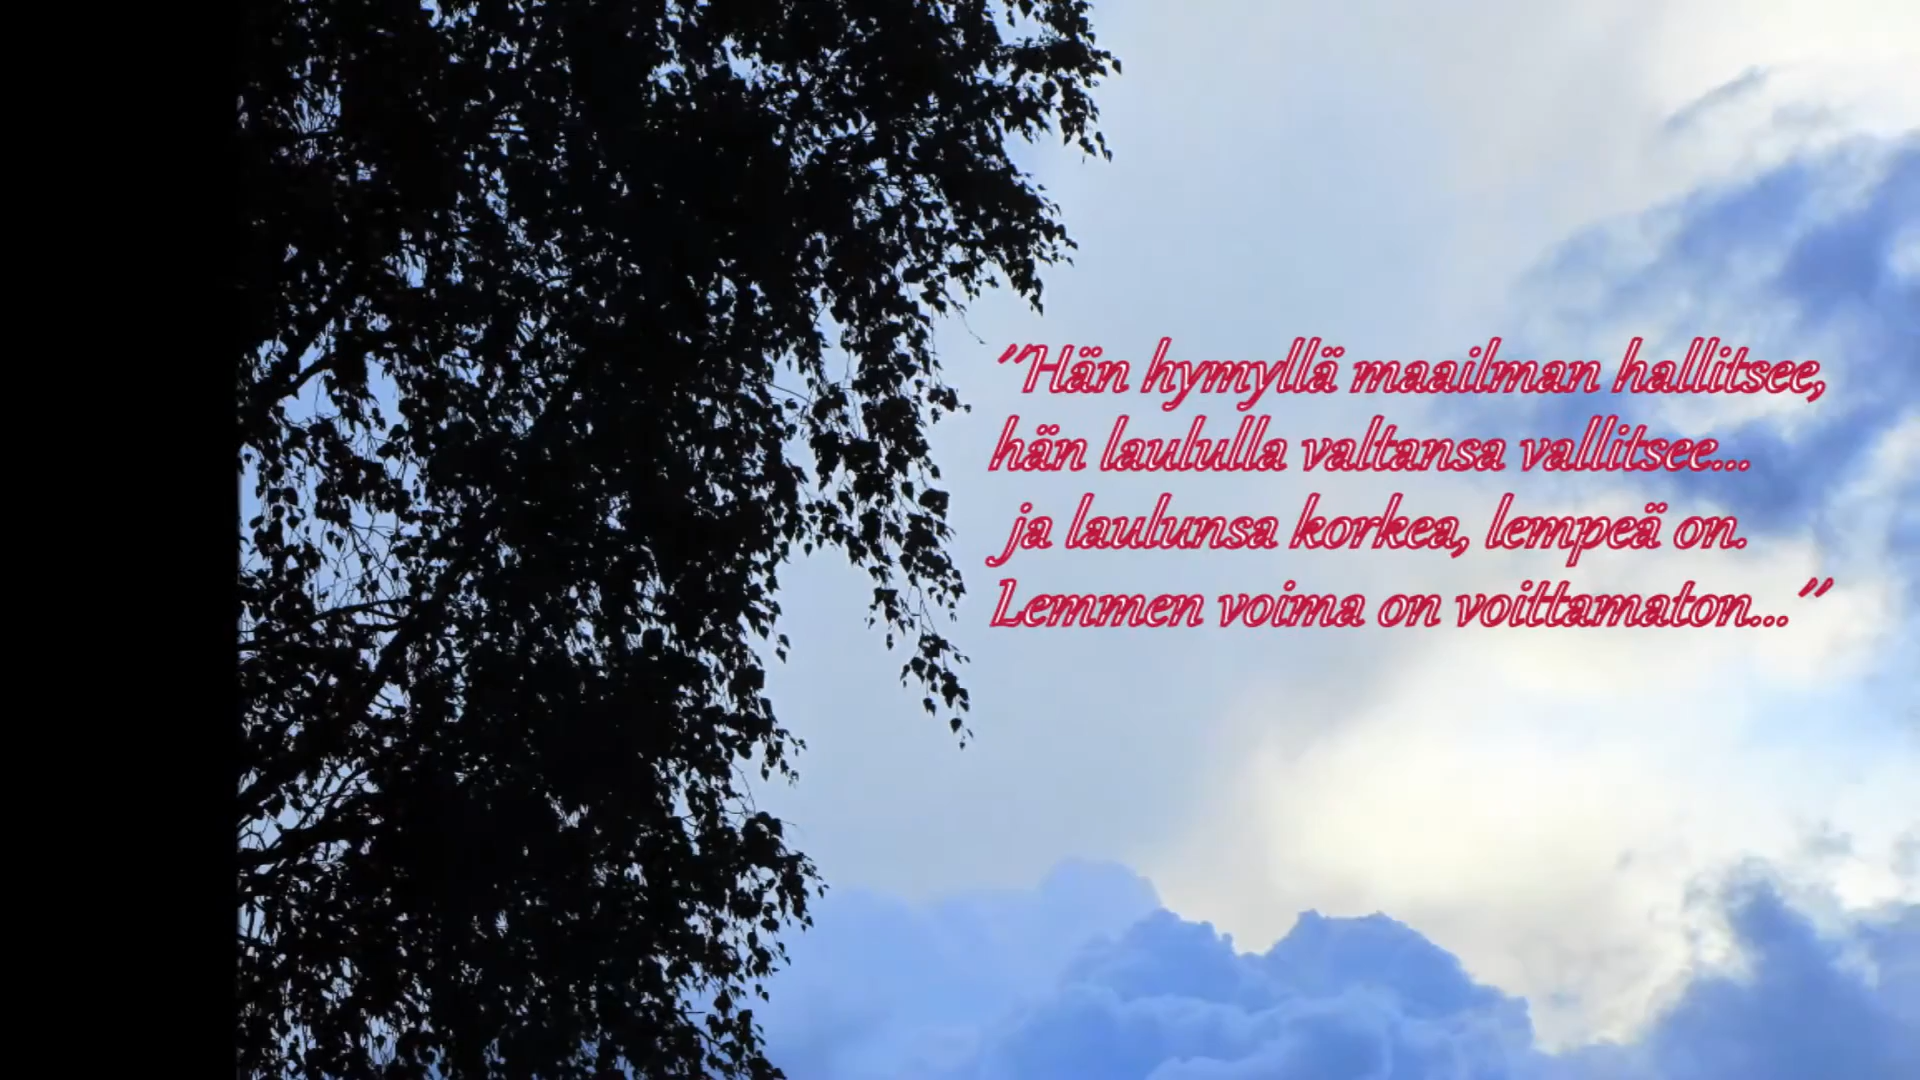 ”Hän hymyllä maailman hallitsee,
hän laululla valtansa vallitsee...
ja laulunsa korkea, lempeä on.
Lemmen voima on voittamaton...”